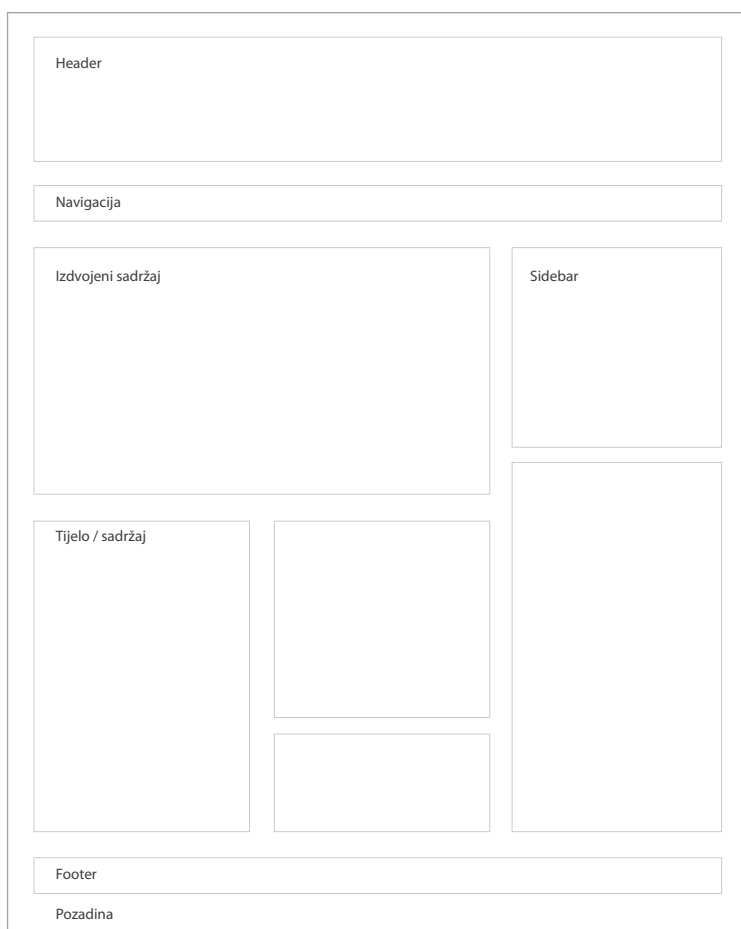 Header
Navigacija
Izdvojeni sadržaj
Sidebar
Tijelo / sadržaj
Footer
Pozadina